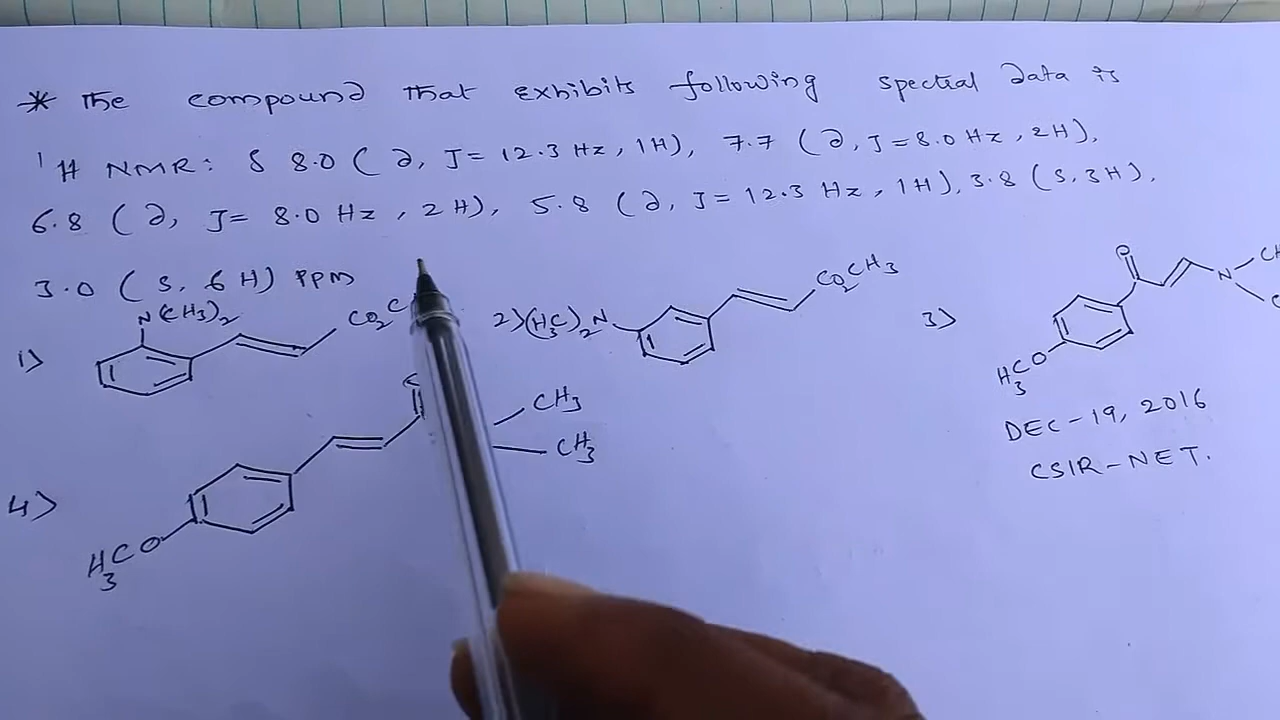 * The compound that exhibits following spectral data is
¹H NMR: δ 8.0 (d, J= 12.3 Hz, 1H), 7.7 (d, J=8.0 Hz, 2H),
6.8 (d, J= 8.0 Hz, 2H), 5.8 (d, J= 12.3 Hz, 1H), 3.8 (s, 3H),
3.0 (s, 6H) PPM
1) N(CH3)2 CO2C
2) (H3C)2N CO2CH3
3) O N CH H3CO
4) CH3 CH3 H3CO
DEC-19, 2016
CSIR-NET.